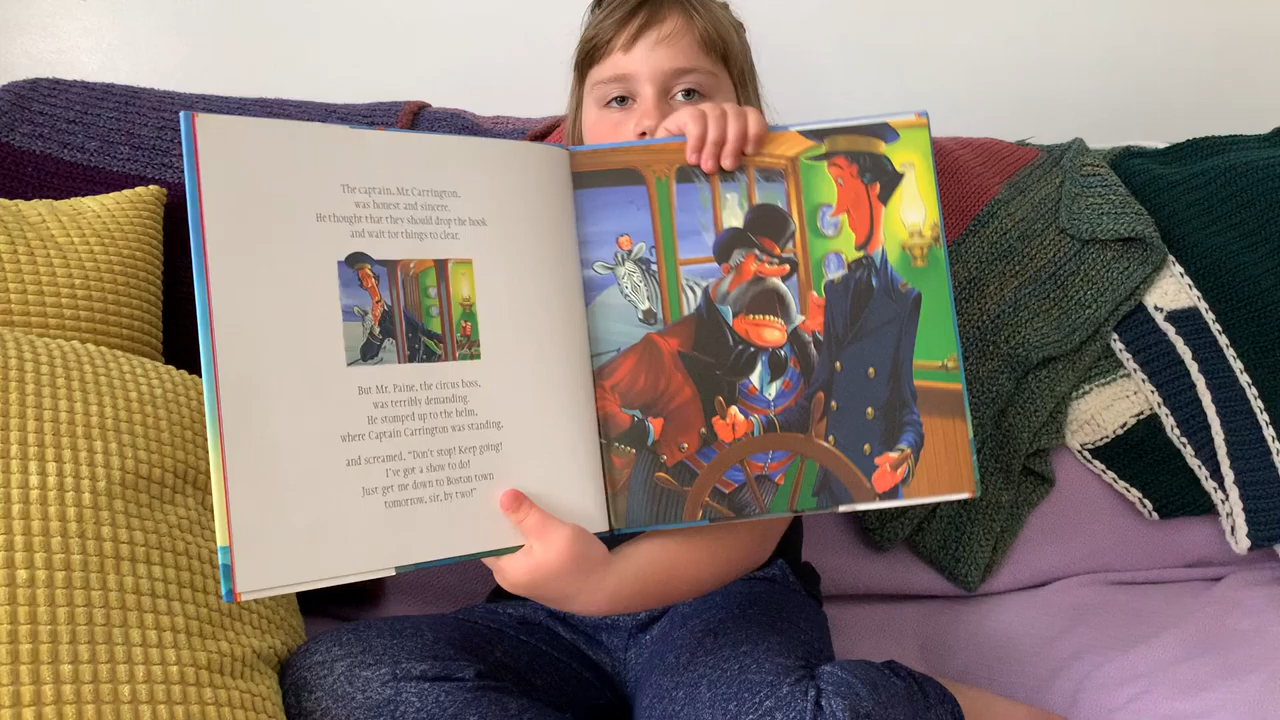 The captain, Mr. Carrington,
was honest and sincere.
He thought that they should drop the hook
and wait for things to clear.
But Mr. Paine, the circus boss,
was terribly demanding.
He stomped up to the helm,
where Captain Carrington was standing,
and screamed, "Don't stop! Keep going!
I've got a show to do!
Just get me down to Boston town
tomorrow, sir, by two!"